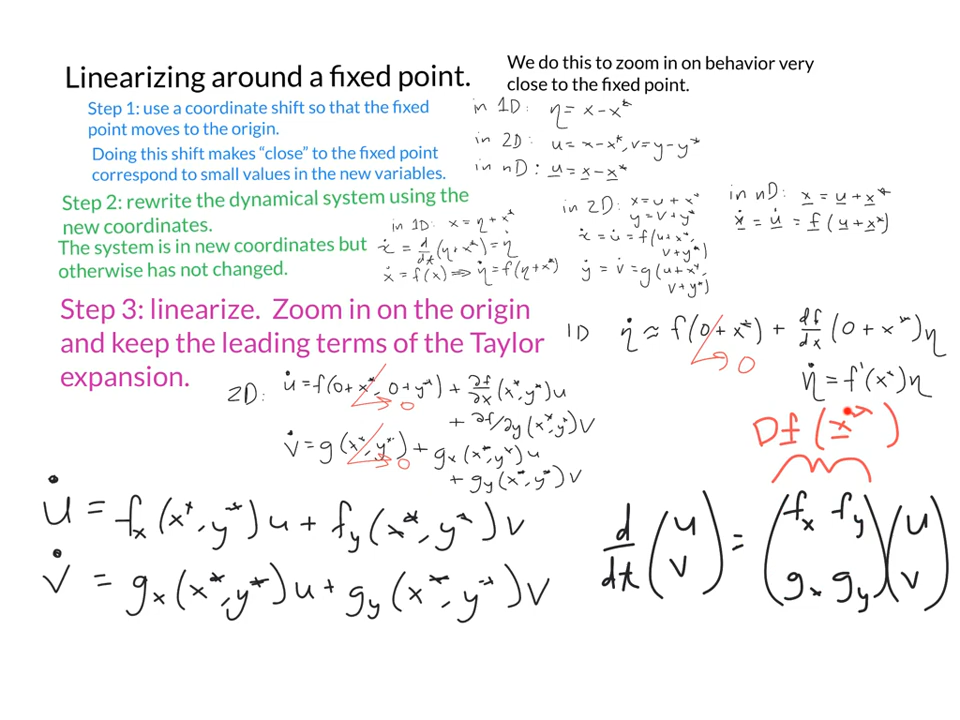 Linearizing around a fixed point.
We do this to zoom in on behavior very
close to the fixed point.
Step 1: use a coordinate shift so that the fixed
point moves to the origin.
Doing this shift makes “close” to the fixed point
correspond to small values in the new variables.
in 1D: η = x - x*
in 2D: u = x - x*, v = y - y*
in nD: u = x - x*
Step 2: rewrite the dynamical system using the
new coordinates.
The system is in new coordinates but
otherwise has not changed.
in 1D: x = η + x*
ẋ = d/dt (η + x*) = η̇
ẋ = f(x) ⟹ η̇ = f(η + x*)
in 2D: x = u + x*
y = v + y*
ẋ = u̇ = f(u + x*,
v + y*)
ẏ = v̇ = g(u + x*,
v + y*)
in nD: x = u + x*
ẋ = u̇ = f(u + x*)
Step 3: linearize. Zoom in on the origin
and keep the leading terms of the Taylor
expansion.
1D η̇ ≈ f(0 + x*) + df/dx (0 + x*) η
0
η̇ = f'(x*) η
2D: u̇ = f(0 + x*, 0 + y*) + ∂f/∂x (x*, y*) u
0
+ ∂f/∂y (x*, y*) v
v̇ = g(x*, y*) + gx (x*, y*) u
0
+ gy (x*, y*) v
u̇ = fx (x*, y*) u + fy (x*, y*) v
v̇ = gx (x*, y*) u + gy (x*, y*) v
Df (x*)
d/dt (u v) = (fx fy gx gy) (u v)